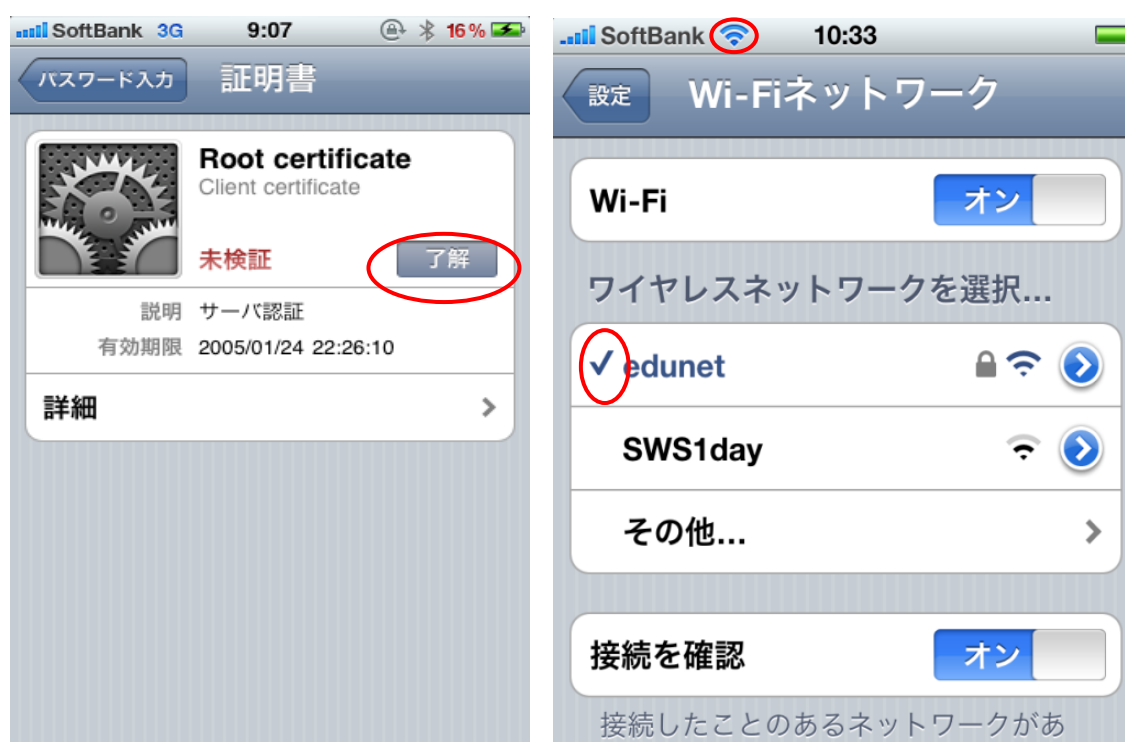 SoftBank 3G 9:07 16%
パスワード入力 証明書
Root certificate
Client certificate
未検証 了解
説明 サーバ認証
有効期限 2005/01/24 22:26:10
詳細
SoftBank 10:33
設定 Wi-Fiネットワーク
Wi-Fi オン
ワイヤレスネットワークを選択...
edunet
SWS1day
その他...
接続を確認 オン
接続したことのあるネットワークがあ